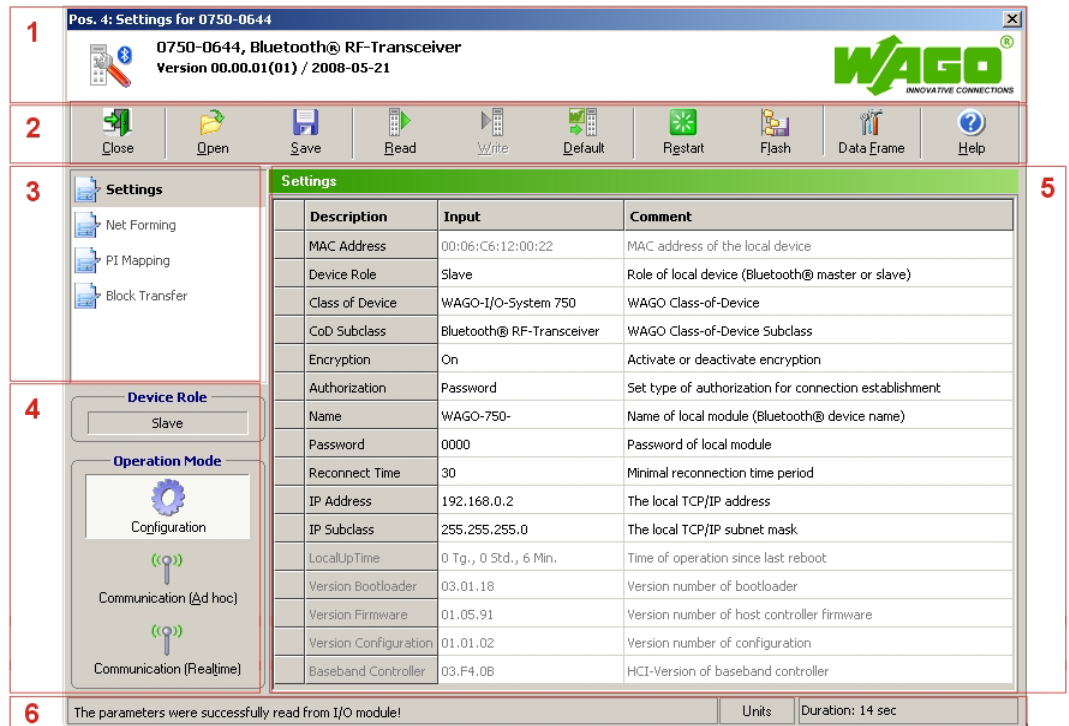 1
Pos. 4: Settings for 0750-0644
0750-0644, Bluetooth® RF-Transceiver
Version 00.00.01(01) / 2008-05-21
WAGO®
INNOVATIVE CONNECTIONS
2
Close Open Save Read Write Default Restart Flash Data Frame Help
3
Settings
Net Forming
PI Mapping
Block Transfer
4
Device Role
Slave
Operation Mode
Configuration
Communication (Ad hoc)
Communication (Realtime)
5
Settings
Description Input Comment
MAC Address 00:06:C6:12:00:22 MAC address of the local device
Device Role Slave Role of local device (Bluetooth® master or slave)
Class of Device WAGO-I/O-System 750 WAGO Class-of-Device
CoD Subclass Bluetooth® RF-Transceiver WAGO Class-of-Device Subclass
Encryption On Activate or deactivate encryption
Authorization Password Set type of authorization for connection establishment
Name WAGO-750- Name of local module (Bluetooth® device name)
Password 0000 Password of local module
Reconnect Time 30 Minimal reconnection time period
IP Address 192.168.0.2 The local TCP/IP address
IP Subclass 255.255.255.0 The local TCP/IP subnet mask
LocalUpTime 0 Tg., 0 Std., 6 Min. Time of operation since last reboot
Version Bootloader 03.01.18 Version number of bootloader
Version Firmware 01.05.91 Version number of host controller firmware
Version Configuration 01.01.02 Version number of configuration
Baseband Controller 03.F4.0B HCI-Version of baseband controller
6
The parameters were successfully read from I/O module! Units Duration: 14 sec